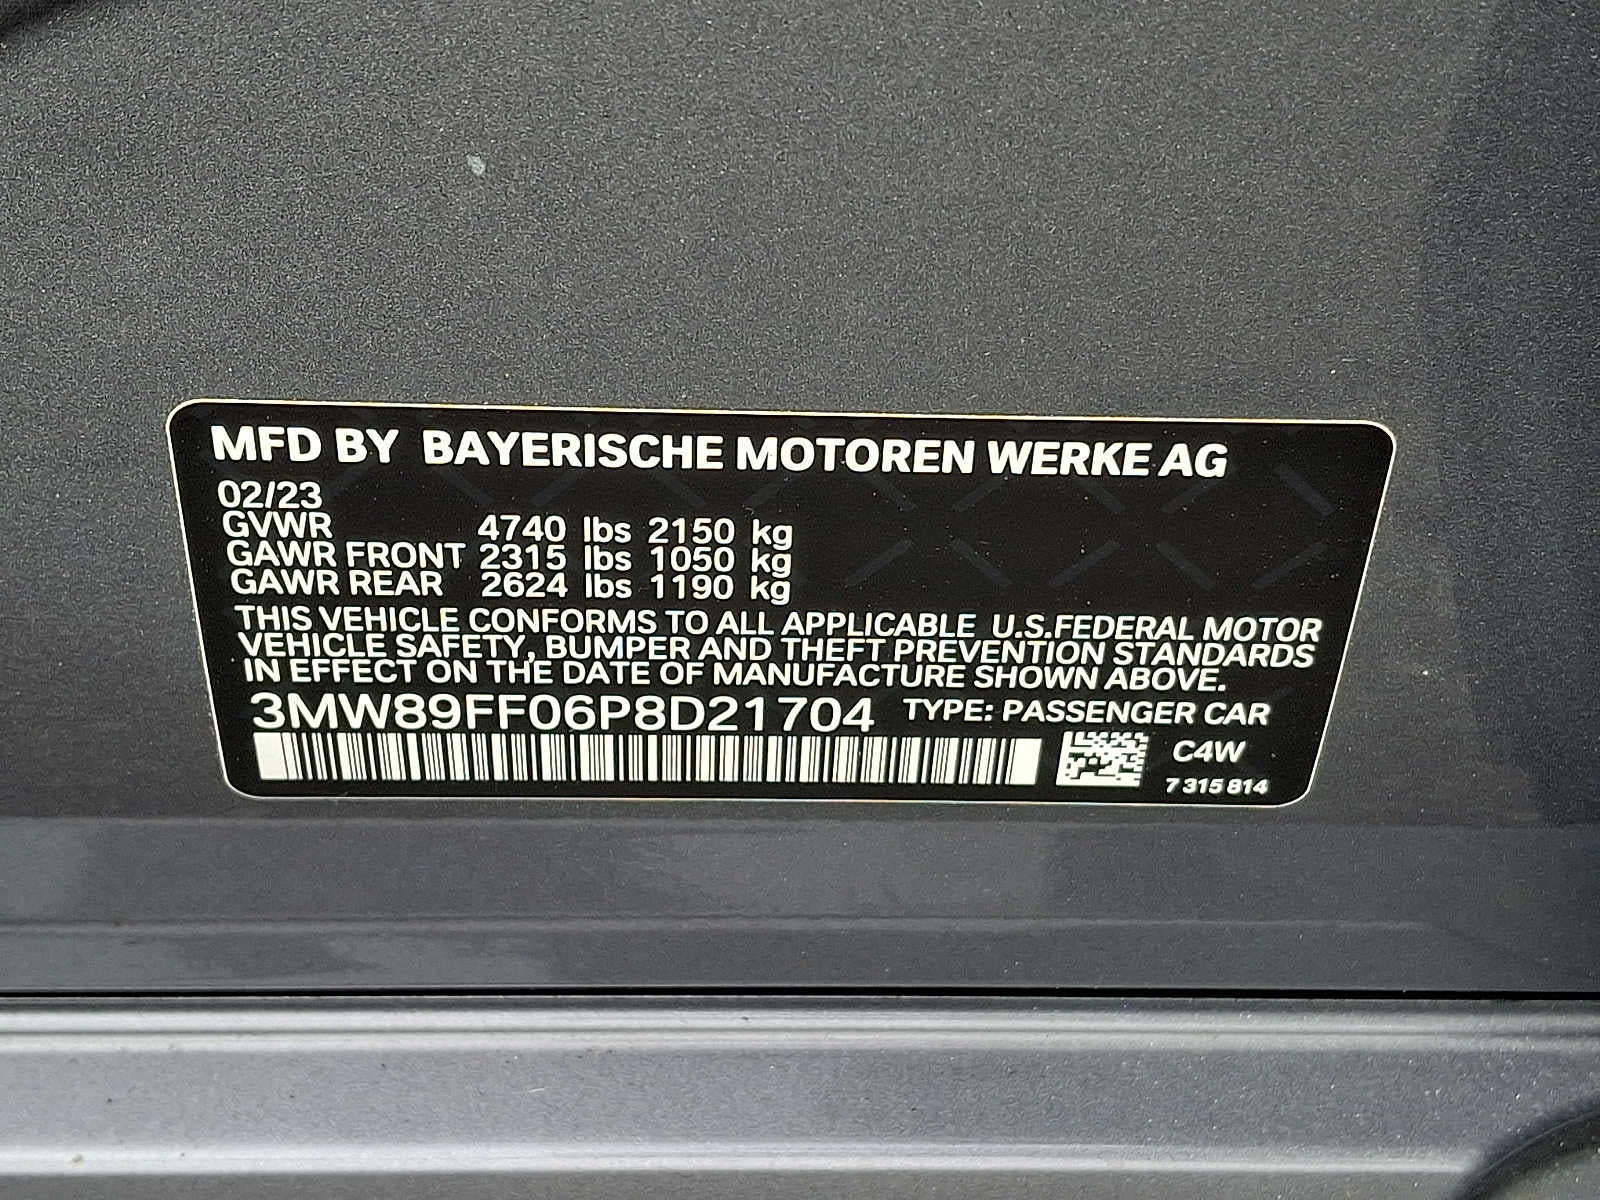 MFD BY BAYERISCHE MOTOREN WERKE AG
02/23
GVWR 4740 lbs 2150 kg
GAWR FRONT 2315 lbs 1050 kg
GAWR REAR 2624 lbs 1190 kg
THIS VEHICLE CONFORMS TO ALL APPLICABLE U.S.FEDERAL MOTOR
VEHICLE SAFETY, BUMPER AND THEFT PREVENTION STANDARDS
IN EFFECT ON THE DATE OF MANUFACTURE SHOWN ABOVE.
3MW89FF06P8D21704 TYPE: PASSENGER CAR
C4W
7 315 814